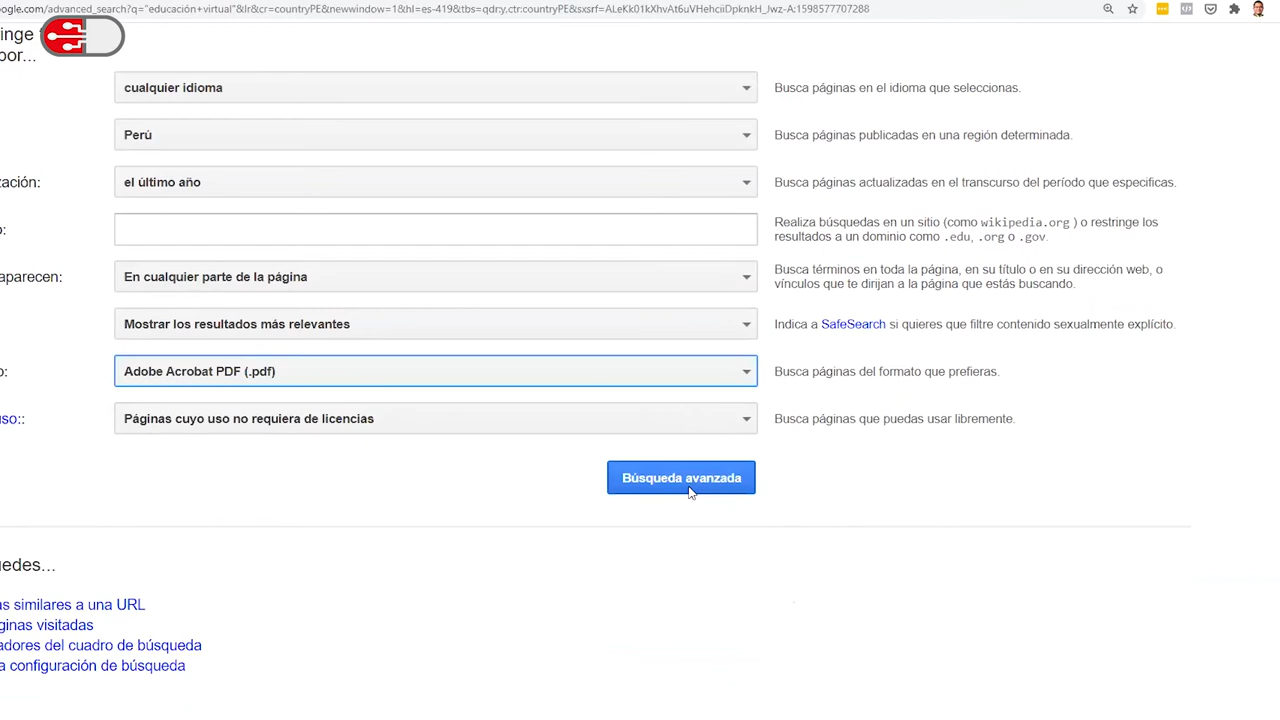 ogle.com/advanced_search?q="educación+virtual"&lr&cr=countryPE&newwindow=1&hl=es-419&tbs=qdry,ctr:countryPE&sxsrf=ALeKk01kXhvAt6uVHehciiDpknkH_Jwz-A:1598577707288
inge
por...
cualquier idioma
Busca páginas en el idioma que seleccionas.
Perú
Busca páginas publicadas en una región determinada.
zación:
el último año
Busca páginas actualizadas en el transcurso del período que especificas.
o:
Realiza búsquedas en un sitio (como wikipedia.org ) o restringe los
resultados a un dominio como .edu, .org o .gov.
aparecen:
En cualquier parte de la página
Busca términos en toda la página, en su título o en su dirección web, o
vínculos que te dirijan a la página que estás buscando.
Mostrar los resultados más relevantes
Indica a SafeSearch si quieres que filtre contenido sexualmente explícito.
o:
Adobe Acrobat PDF (.pdf)
Busca páginas del formato que prefieras.
uso::
Páginas cuyo uso no requiera de licencias
Busca páginas que puedas usar libremente.
Búsqueda avanzada
uedes...
as similares a una URL
ginas visitadas
adores del cuadro de búsqueda
a configuración de búsqueda